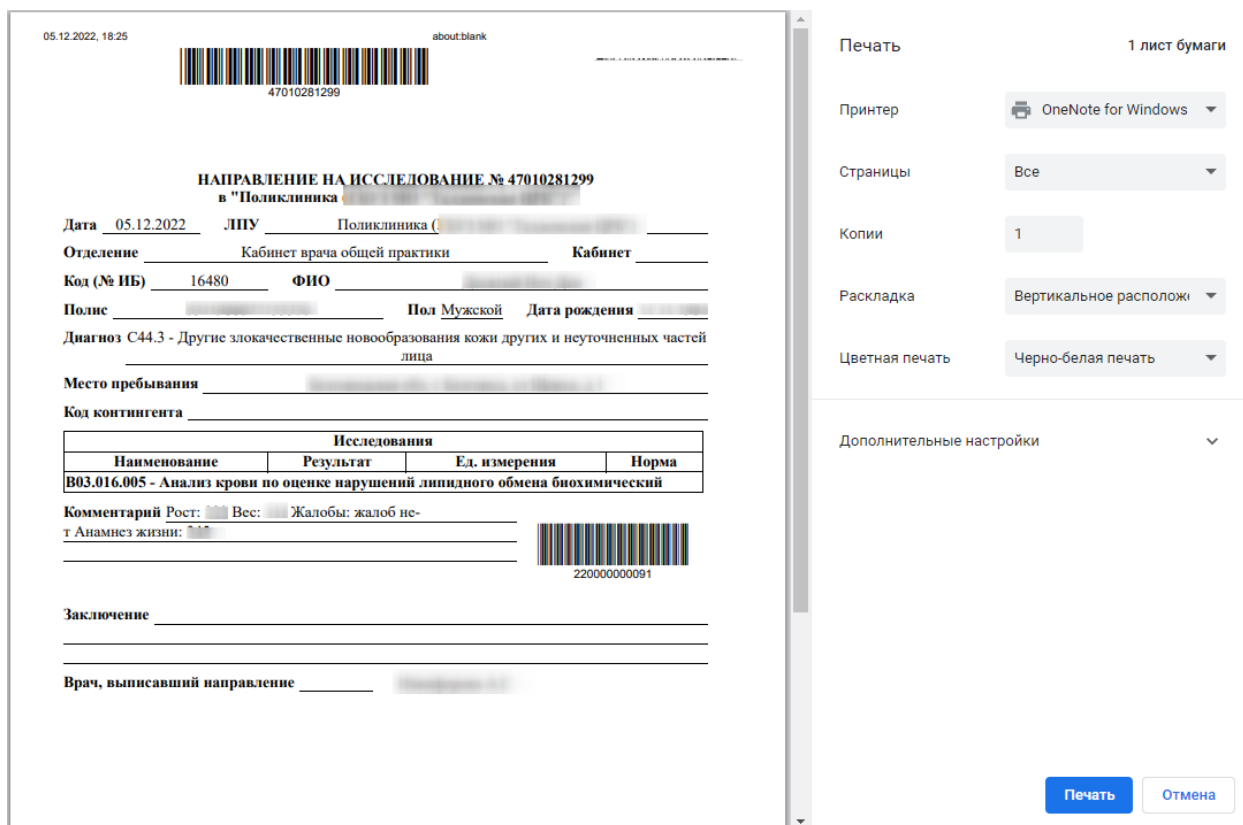 05.12.2022, 18:25 about:blank
47010281299
НАПРАВЛЕНИЕ НА ИССЛЕДОВАНИЕ № 47010281299
в "Поликлиника (
Дата 05.12.2022 ЛПУ Поликлиника (
Отделение Кабинет врача общей практики Кабинет
Код (№ ИБ) 16480 ФИО
Полис Пол Мужской Дата рождения
Диагноз C44.3 - Другие злокачественные новообразования кожи других и неуточненных частей
лица
Место пребывания
Код контингента
Исследования
Наименование Результат Ед. измерения Норма
B03.016.005 - Анализ крови по оценке нарушений липидного обмена биохимический
Комментарий Рост: Вес: Жалобы: жалоб не-
т Анамнез жизни:
220000000091
Заключение
Врач, выписавший направление
Печать 1 лист бумаги
Принтер OneNote for Windows
Страницы Все
Копии 1
Раскладка Вертикальное располож
Цветная печать Черно-белая печать
Дополнительные настройки
Печать Отмена